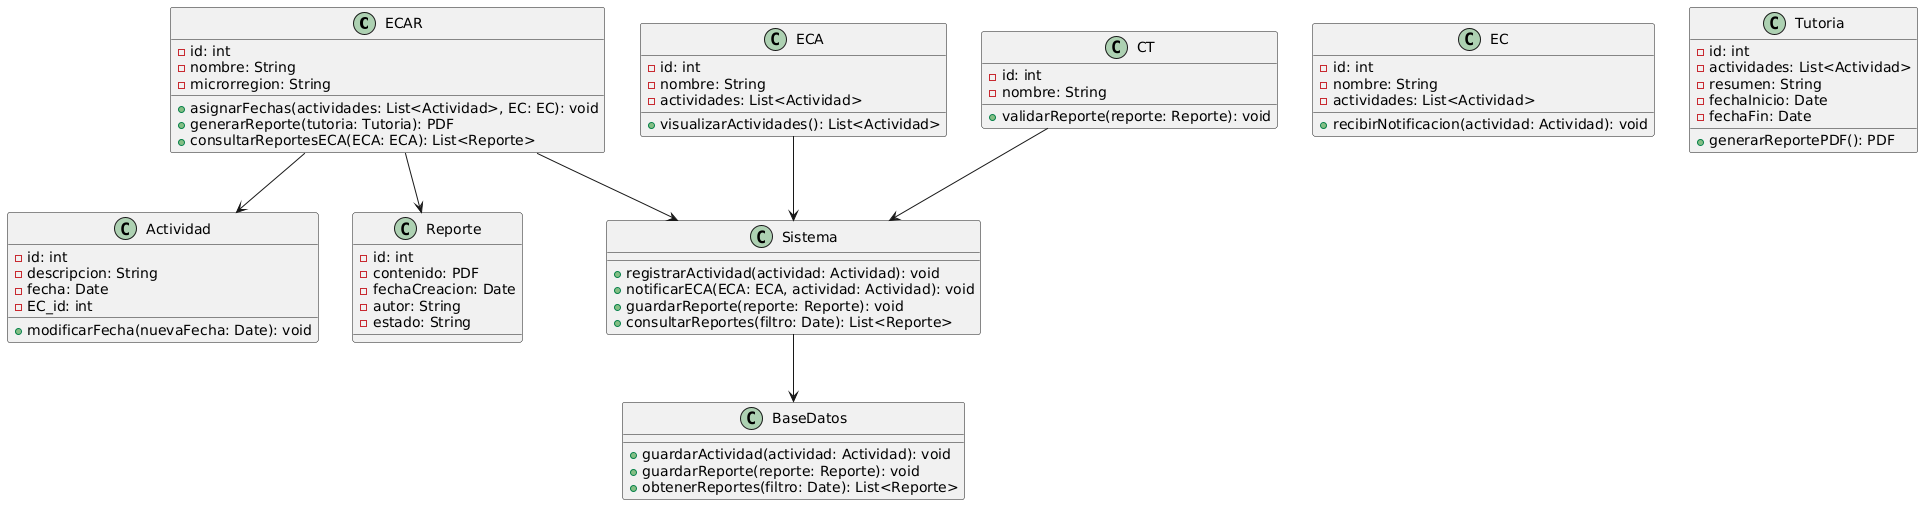 C ECAR
id: int
nombre: String
microrregion: String
asignarFechas(actividades: List<Actividad>, EC: EC): void
generarReporte(tutoria: Tutoria): PDF
consultarReportesECA(ECA: ECA): List<Reporte>
C ECA
id: int
nombre: String
actividades: List<Actividad>
visualizarActividades(): List<Actividad>
C CT
id: int
nombre: String
validarReporte(reporte: Reporte): void
C EC
id: int
nombre: String
actividades: List<Actividad>
recibirNotificacion(actividad: Actividad): void
C Tutoria
id: int
actividades: List<Actividad>
resumen: String
fechaInicio: Date
fechaFin: Date
generarReportePDF(): PDF
C Actividad
id: int
descripcion: String
fecha: Date
EC_id: int
modificarFecha(nuevaFecha: Date): void
C Reporte
id: int
contenido: PDF
fechaCreacion: Date
autor: String
estado: String
C Sistema
registrarActividad(actividad: Actividad): void
notificarECA(ECA: ECA, actividad: Actividad): void
guardarReporte(reporte: Reporte): void
consultarReportes(filtro: Date): List<Reporte>
C BaseDatos
guardarActividad(actividad: Actividad): void
guardarReporte(reporte: Reporte): void
obtenerReportes(filtro: Date): List<Reporte>